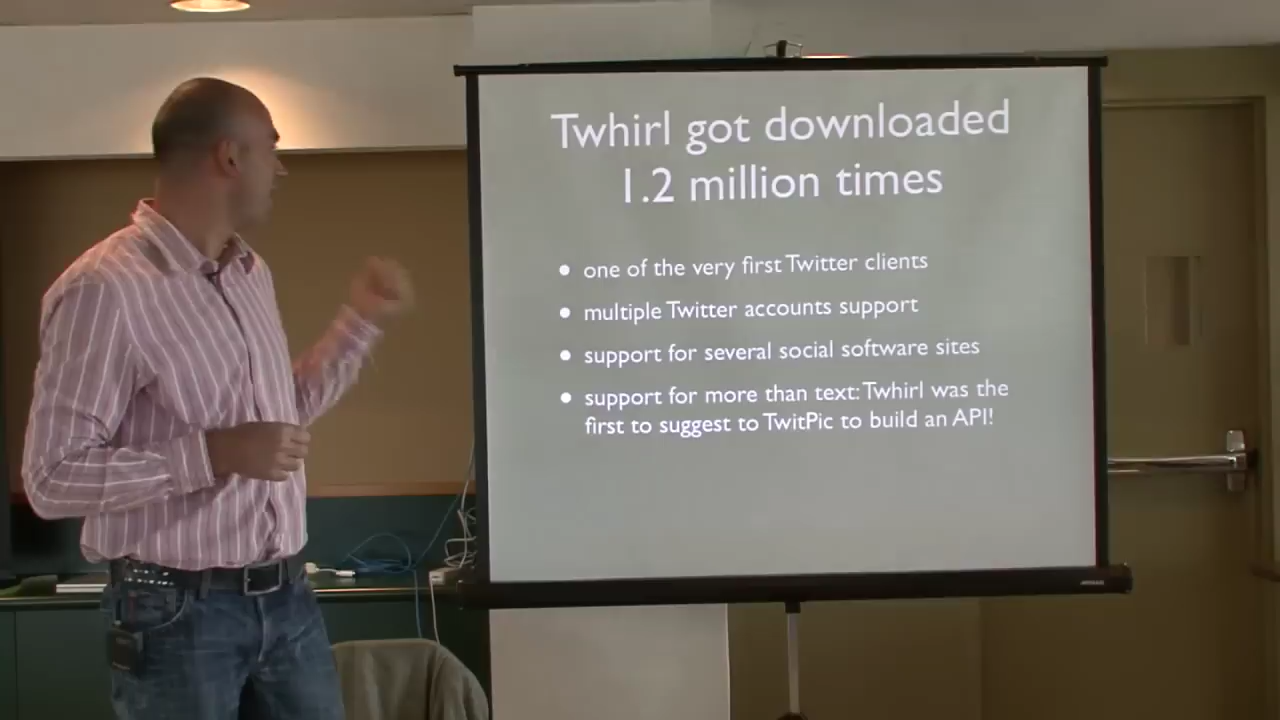 Twhirl got downloaded
1.2 million times
• one of the very first Twitter clients
• multiple Twitter accounts support
• support for several social software sites
• support for more than text: Twhirl was the
first to suggest to TwitPic to build an API!